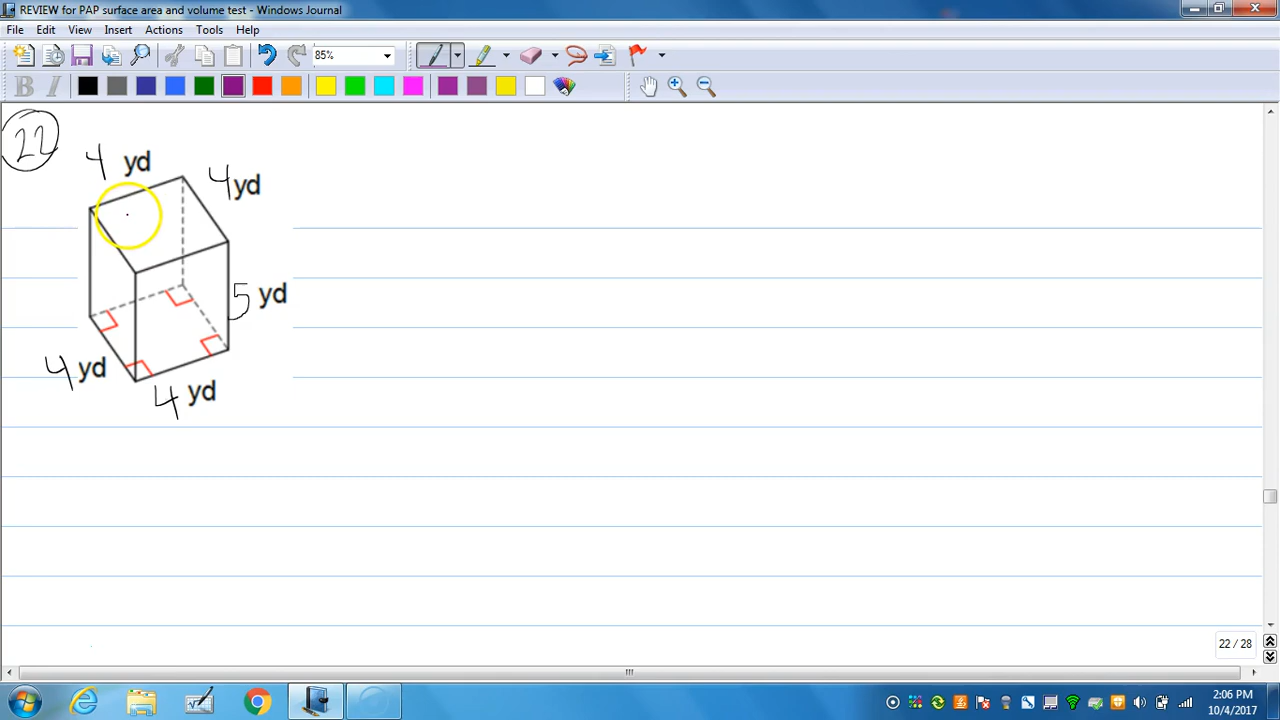 REVIEW for PAP surface area and volume test - Windows Journal
File Edit View Insert Actions Tools Help
85%
B I
22
4 yd
4 yd
5 yd
4 yd
4 yd
22 / 28
2:06 PM
10/4/2017